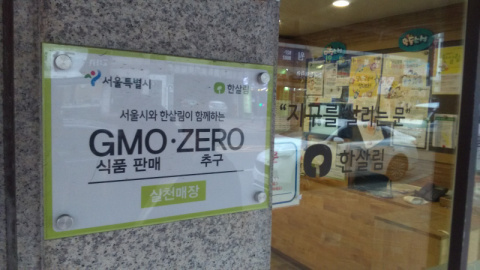 서울특별시 한살림
서울시와 한살림이 함께하는
GMO·ZERO
식품 판매 추구
실천매장
"지구를 살리는 문"
한살림